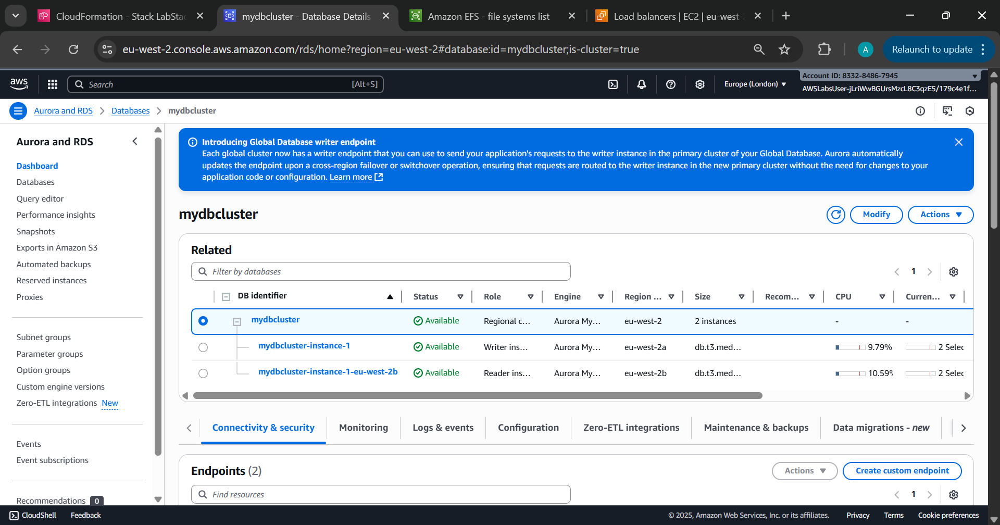 CloudFormation - Stack LabStac
mydbcluster - Database Details
Amazon EFS - file systems list
Load balancers | EC2 | eu-west-
eu-west-2.console.aws.amazon.com/rds/home?region=eu-west-2#database:id=mydbcluster;is-cluster=true
A
Relaunch to update
aws
Search
[Alt+S]
Europe (London)
Account ID: 8332-8486-7945
AWSLabsUser-jLriWwBGUrsMzcL8C3qzE5/179c4e1f...
Aurora and RDS
Databases
mydbcluster
Aurora and RDS
Dashboard
Databases
Query editor
Performance insights
Snapshots
Exports in Amazon S3
Automated backups
Reserved instances
Proxies
Subnet groups
Parameter groups
Option groups
Custom engine versions
Zero-ETL integrations New
Events
Event subscriptions
Recommendations 0
Introducing Global Database writer endpoint
Each global cluster now has a writer endpoint that you can use to send your application's requests to the writer instance in the primary cluster of your Global Database. Aurora automatically
updates the endpoint upon a cross-region failover or switchover operation, ensuring that requests are routed to the writer instance in the new primary cluster without the need for changes to your
application code or configuration. Learn more
mydbcluster
Modify
Actions
Related
Filter by databases
1
DB identifier Status Role Engine Region ... Size Recom... CPU Curren...
mydbcluster Available Regional c... Aurora My... eu-west-2 2 instances - -
mydbcluster-instance-1 Available Writer ins... Aurora My... eu-west-2a db.t3.med... 9.79% 2 Selec
mydbcluster-instance-1-eu-west-2b Available Reader ins... Aurora My... eu-west-2b db.t3.med... 10.59% 2 Selec
Connectivity & security
Monitoring
Logs & events
Configuration
Zero-ETL integrations
Maintenance & backups
Data migrations - new
Endpoints (2)
Actions
Create custom endpoint
Find resources
1
CloudShell
Feedback
© 2025, Amazon Web Services, Inc. or its affiliates.
Privacy
Terms
Cookie preferences